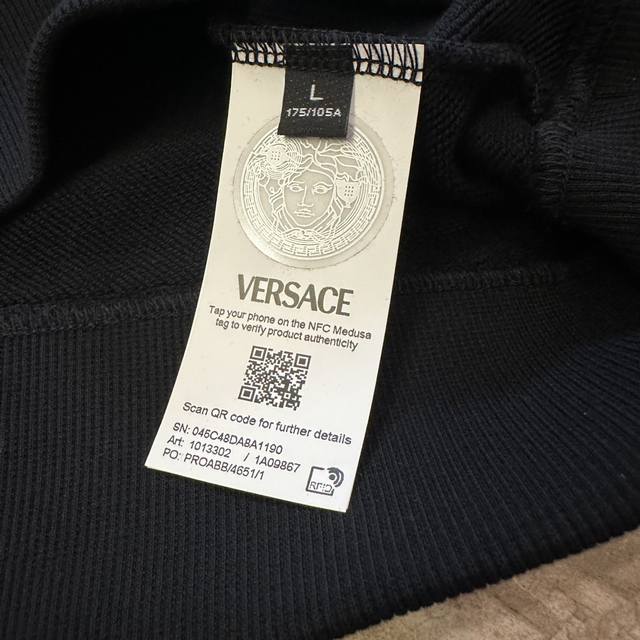 L
175/105A
VERSACE
Tap your phone on the NFC Medusa
tag to verify product authenticity
Scan QR code for further details
SN: 045C48DA8A1190
Art: 1013302 / 1A09867
PO: PROABB/4651/1
RFID